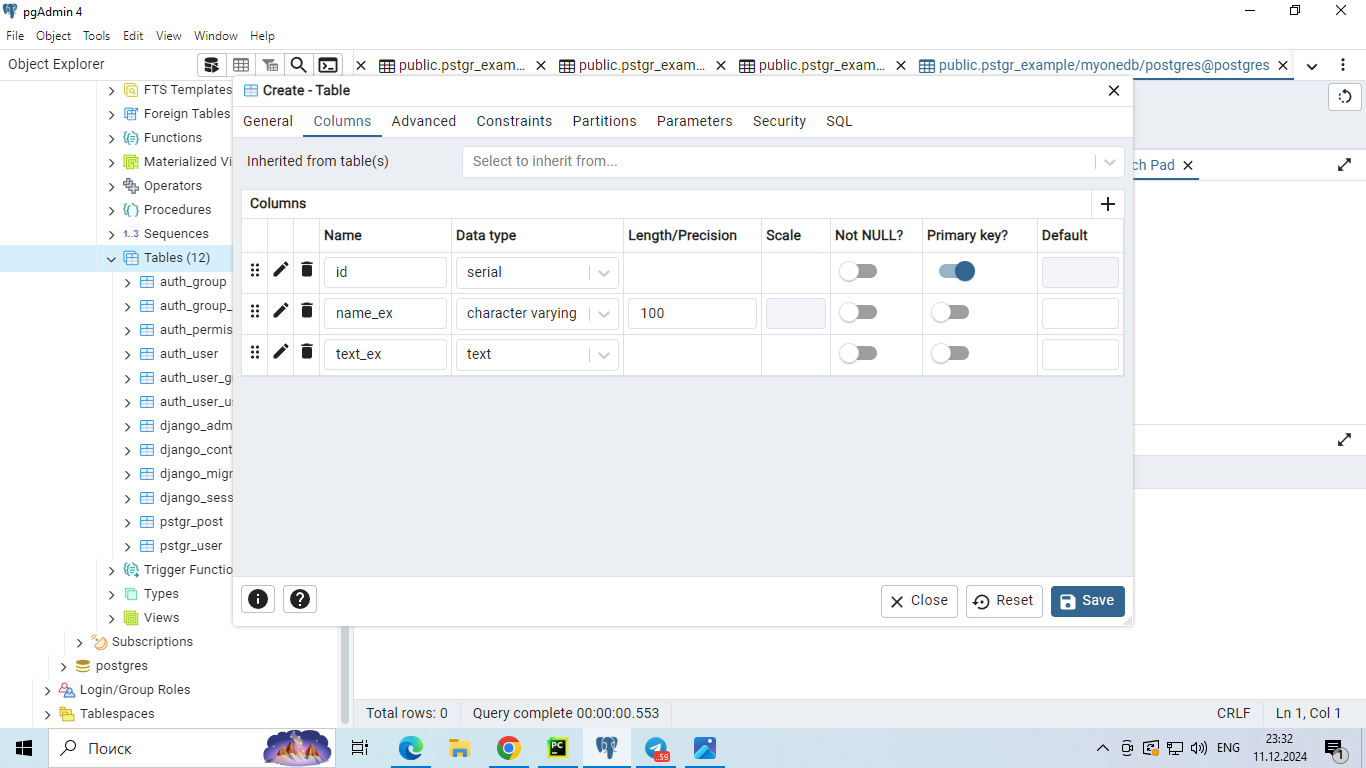 pgAdmin 4
File Object Tools Edit View Window Help
Object Explorer
public.pstgr_exam... public.pstgr_exam... public.pstgr_exam... public.pstgr_example/myonedb/postgres@postgres
FTS Templates
Foreign Tables
Functions
Materialized Vi
Operators
Procedures
1..3 Sequences
Tables (12)
auth_group
auth_group_
auth_permis
auth_user
auth_user_g
auth_user_u
django_adm
django_cont
django_migr
django_sess
pstgr_post
pstgr_user
Trigger Functio
Types
Views
Subscriptions
postgres
Login/Group Roles
Tablespaces
Create - Table
General Columns Advanced Constraints Partitions Parameters Security SQL
Inherited from table(s) Select to inherit from...
Columns
Name Data type Length/Precision Scale Not NULL? Primary key? Default
id serial
name_ex character varying 100
text_ex text
Close Reset Save
ch Pad
Total rows: 0 Query complete 00:00:00.553 CRLF Ln 1, Col 1
Поиск
PC
.59
ENG
23:32
11.12.2024
1